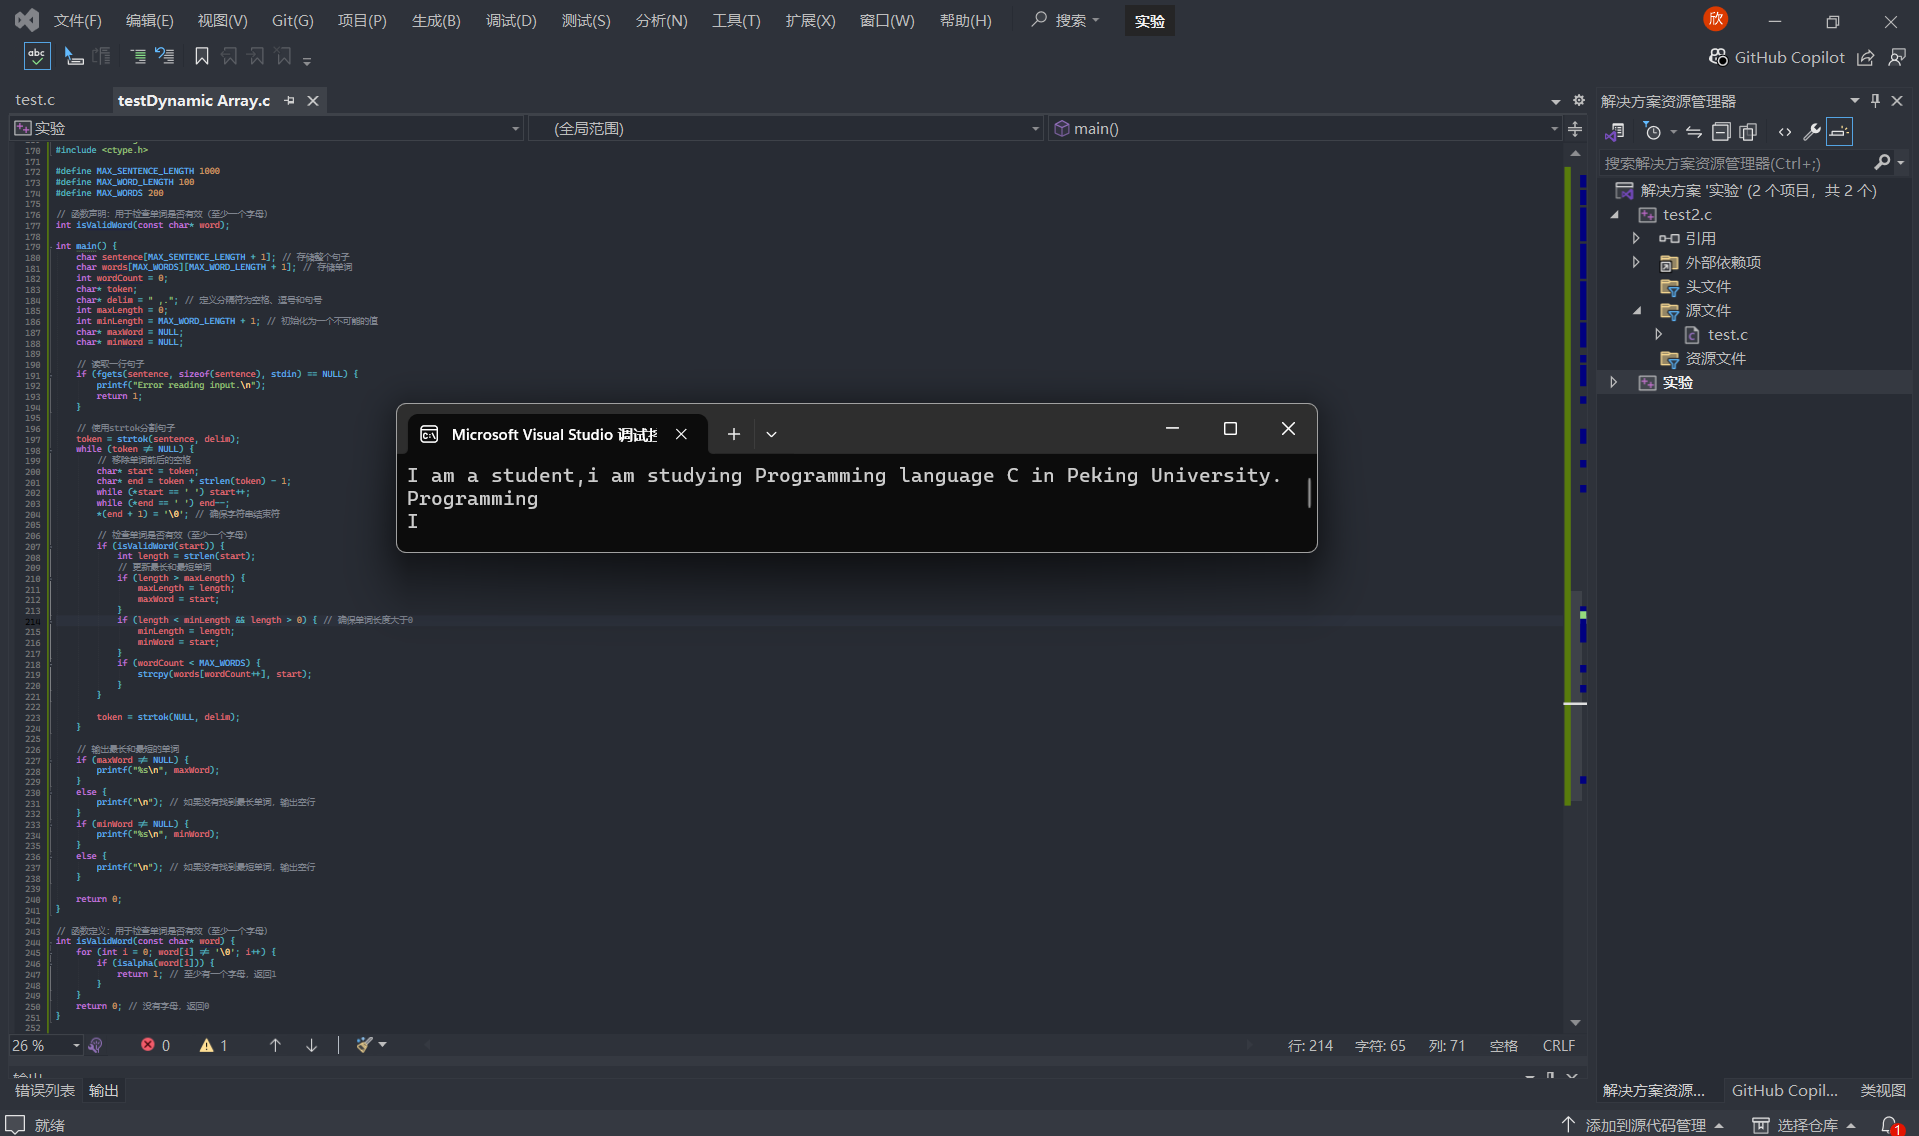 文件(F) 编辑(E) 视图(V) Git(G) 项目(P) 生成(B) 调试(D) 测试(S) 分析(N) 工具(T) 扩展(X) 窗口(W) 帮助(H) 搜索 实验 欣
GitHub Copilot
test.c testDynamic Array.c
实验 (全局范围) main()
170 #include <ctype.h>
171
172 #define MAX_SENTENCE_LENGTH 1000
173 #define MAX_WORD_LENGTH 100
174 #define MAX_WORDS 200
175
176 // 函数声明：用于检查单词是否有效（至少一个字母）
177 int isValidWord(const char* word);
178
179 int main() {
180 char sentence[MAX_SENTENCE_LENGTH + 1]; // 存储整个句子
181 char words[MAX_WORDS][MAX_WORD_LENGTH + 1]; // 存储单词
182 int wordCount = 0;
183 char* token;
184 char* delim = " ,."; // 定义分隔符为空格、逗号和句号
185 int maxLength = 0;
186 int minLength = MAX_WORD_LENGTH + 1; // 初始化为一个不可能的值
187 char* maxWord = NULL;
188 char* minWord = NULL;
189
190 // 读取一行句子
191 if (fgets(sentence, sizeof(sentence), stdin) == NULL) {
192 printf("Error reading input.\n");
193 return 1;
194 }
195
196 // 使用strtok分割句子
197 token = strtok(sentence, delim);
198 while (token != NULL) {
199 // 移除单词前后的空格
200 char* start = token;
201 char* end = token + strlen(token) - 1;
202 while (*start == ' ') start++;
203 while (*end == ' ') end--;
204 *(end + 1) = '\0'; // 确保字符串结束符
205
206 // 检查单词是否有效（至少一个字母）
207 if (isValidWord(start)) {
208 int length = strlen(start);
209 // 更新最长和最短单词
210 if (length > maxLength) {
211 maxLength = length;
212 maxWord = start;
213 }
214 if (length < minLength && length > 0) { // 确保单词长度大于0
215 minLength = length;
216 minWord = start;
217 }
218 if (wordCount < MAX_WORDS) {
219 strcpy(words[wordCount++], start);
220 }
221 }
222
223 token = strtok(NULL, delim);
224 }
225
226 // 输出最长和最短的单词
227 if (maxWord != NULL) {
228 printf("%s\n", maxWord);
229 }
230 else {
231 printf("\n"); // 如果没有找到最长单词，输出空行
232 }
233 if (minWord != NULL) {
234 printf("%s\n", minWord);
235 }
236 else {
237 printf("\n"); // 如果没有找到最短单词，输出空行
238 }
239
240 return 0;
241 }
242
243 // 函数定义：用于检查单词是否有效（至少一个字母）
244 int isValidWord(const char* word) {
245 for (int i = 0; word[i] != '\0'; i++) {
246 if (isalpha(word[i])) {
247 return 1; // 至少有一个字母，返回1
248 }
249 }
250 return 0; // 没有字母，返回0
251 }
252
Microsoft Visual Studio 调试
I am a student,i am studying Programming language C in Peking University.
Programming
I
解决方案资源管理器
搜索解决方案资源管理器(Ctrl+;)
解决方案 '实验' (2 个项目，共 2 个)
test2.c
引用
外部依赖项
头文件
源文件
test.c
资源文件
实验
26 % 0 1 行: 214 字符: 65 列: 71 空格 CRLF
错误列表 输出
解决方案资源... GitHub Copil... 类视图
就绪 添加到源代码管理 选择仓库 1